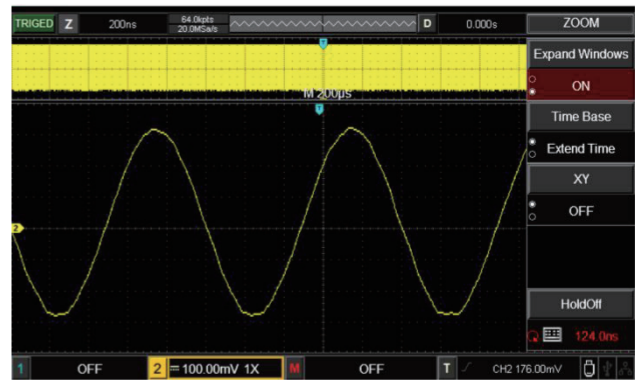 TRIGED Z 200ns 64.0kpts D 0.000s ZOOM
20.0MSa/s
Expand Windows
ON
T
M 200μs
T
Time Base
Extend Time
XY
OFF
2
HoldOff
124.0ns
1 OFF 2 100.00mV 1X M OFF T CH2 176.00mV